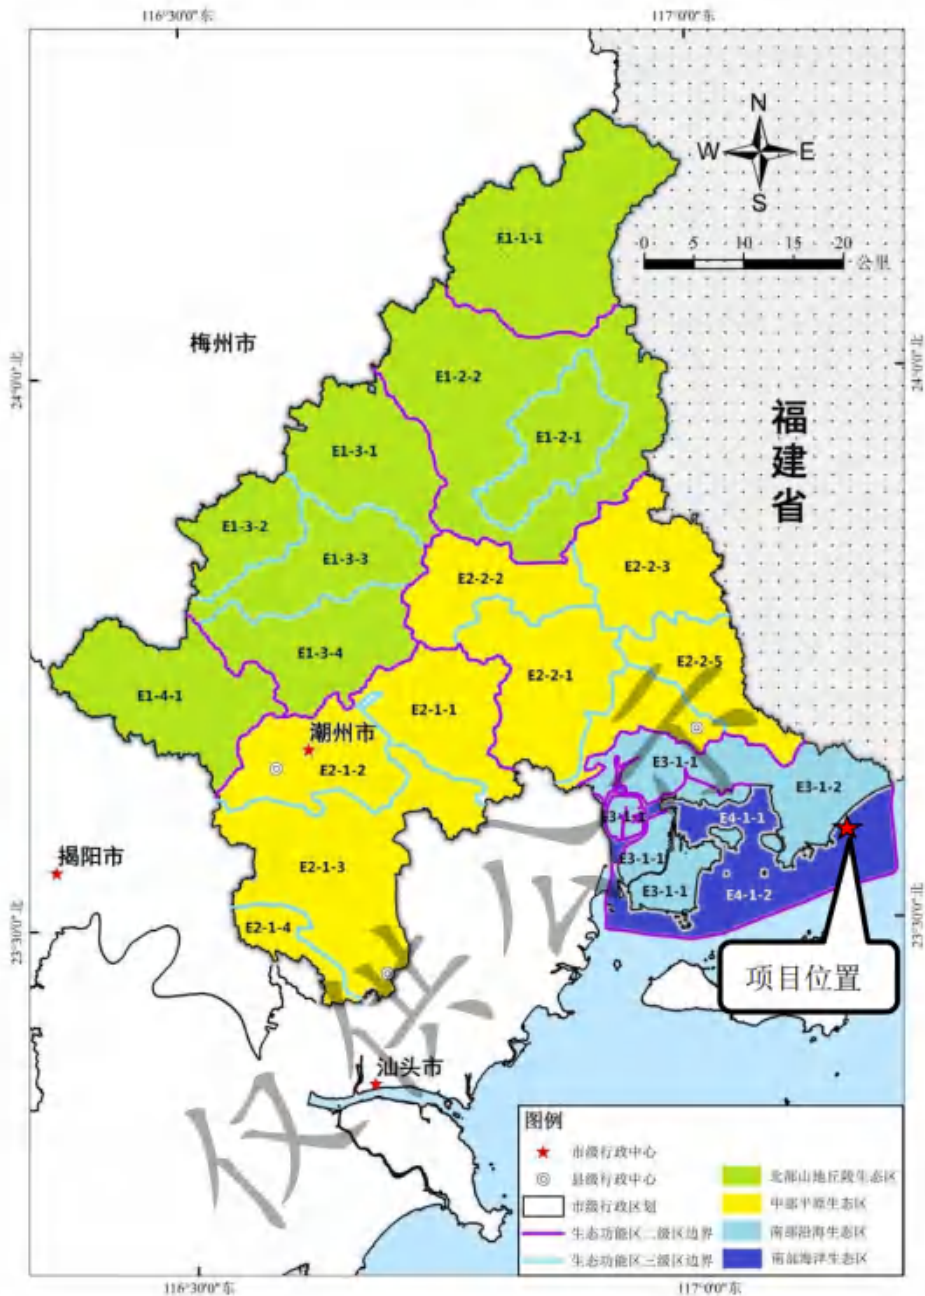 116°30'0"东
117°0'0"东
N
W
E
S
0
5
10
15
20
公里
E1-1-1
梅州市
24°0'0"北
24°0'0"北
福建省
E1-2-2
E1-2-1
E1-3-1
E1-3-2
E1-3-3
E2-2-2
E2-2-3
E1-3-4
E2-2-5
E1-4-1
E2-2-1
E2-1-1
潮州市
E2-1-2
E3-1-1
E3-1-2
E3-1-1
E4-1-1
揭阳市
E2-1-3
E3-1-1
E3-1-1
E4-1-2
E2-1-4
23°30'0"北
23°30'0"北
项目位置
汕头市
仅供公示
图例
市级行政中心
县级行政中心
市级行政区划
生态功能区二级区边界
生态功能区三级区边界
北部山地丘陵生态区
中部平原生态区
南部沿海生态区
南部海洋生态区
116°30'0"东
117°0'0"东